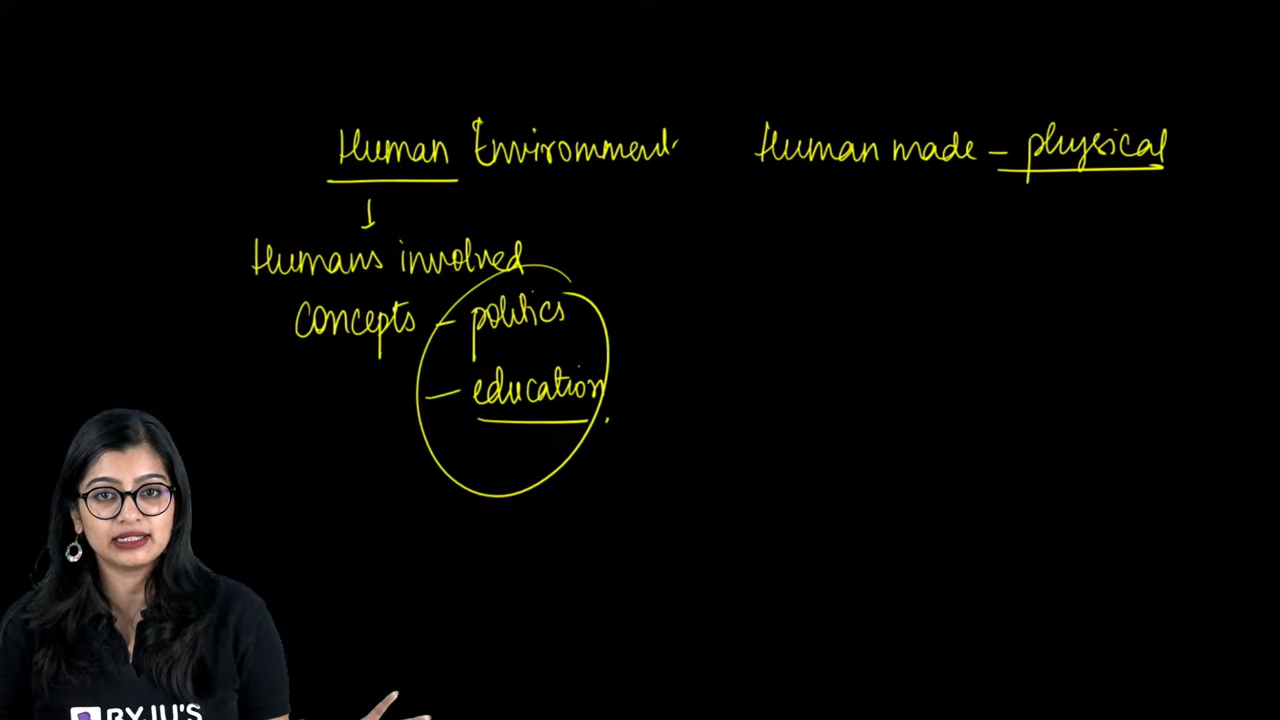 Human Environment
Human made - physical
Humans involved
concepts - politics
- education
BYJU'S